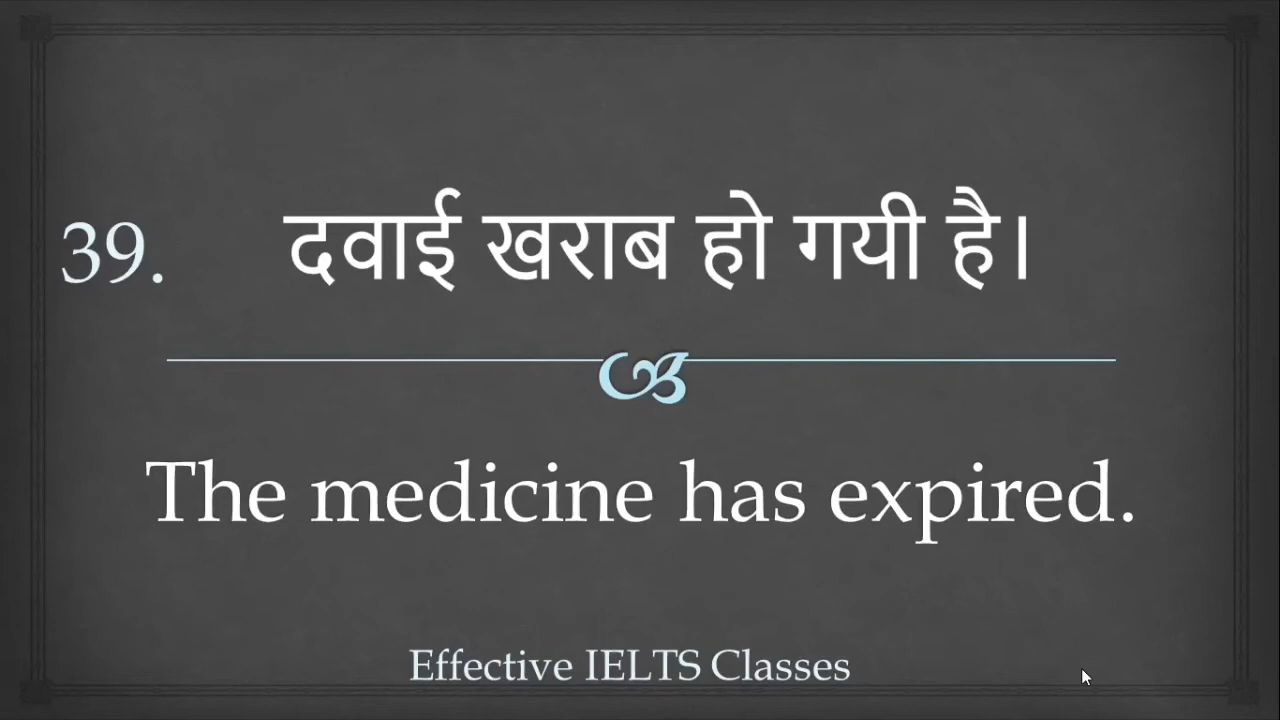 39. दवाई खराब हो गयी है।
The medicine has expired.
Effective IELTS Classes